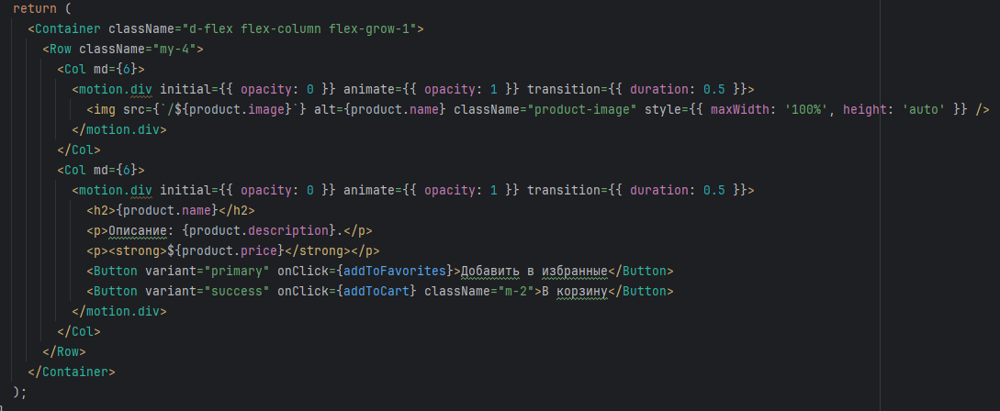 return (
<Container className="d-flex flex-column flex-grow-1">
<Row className="my-4">
<Col md={6}>
<motion.div initial={{ opacity: 0 }} animate={{ opacity: 1 }} transition={{ duration: 0.5 }}>
<img src={`/${product.image}`} alt={product.name} className="product-image" style={{ maxWidth: '100%', height: 'auto' }} />
</motion.div>
</Col>
<Col md={6}>
<motion.div initial={{ opacity: 0 }} animate={{ opacity: 1 }} transition={{ duration: 0.5 }}>
<h2>{product.name}</h2>
<p>Описание: {product.description}.</p>
<p><strong>${product.price}</strong></p>
<Button variant="primary" onClick={addToFavorites}>Добавить в избранные</Button>
<Button variant="success" onClick={addToCart} className="m-2">В корзину</Button>
</motion.div>
</Col>
</Row>
</Container>
);